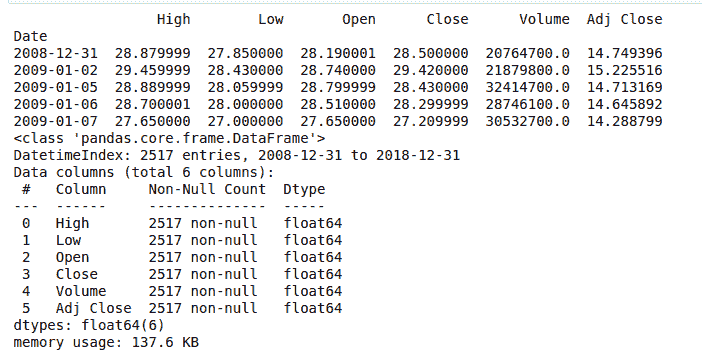 High         Low        Open       Close      Volume  Adj Close
Date
2008-12-31  28.879999  27.850000  28.190001  28.500000  20764700.0  14.749396
2009-01-02  29.459999  28.430000  28.740000  29.420000  21879800.0  15.225516
2009-01-05  28.889999  28.059999  28.799999  28.430000  32414700.0  14.713169
2009-01-06  28.700001  28.000000  28.510000  28.299999  28746100.0  14.645892
2009-01-07  27.650000  27.000000  27.650000  27.209999  30532700.0  14.288799
<class 'pandas.core.frame.DataFrame'>
DatetimeIndex: 2517 entries, 2008-12-31 to 2018-12-31
Data columns (total 6 columns):
 #   Column     Non-Null Count  Dtype
---  ------     --------------  -----
 0   High       2517 non-null   float64
 1   Low        2517 non-null   float64
 2   Open       2517 non-null   float64
 3   Close      2517 non-null   float64
 4   Volume     2517 non-null   float64
 5   Adj Close  2517 non-null   float64
dtypes: float64(6)
memory usage: 137.6 KB